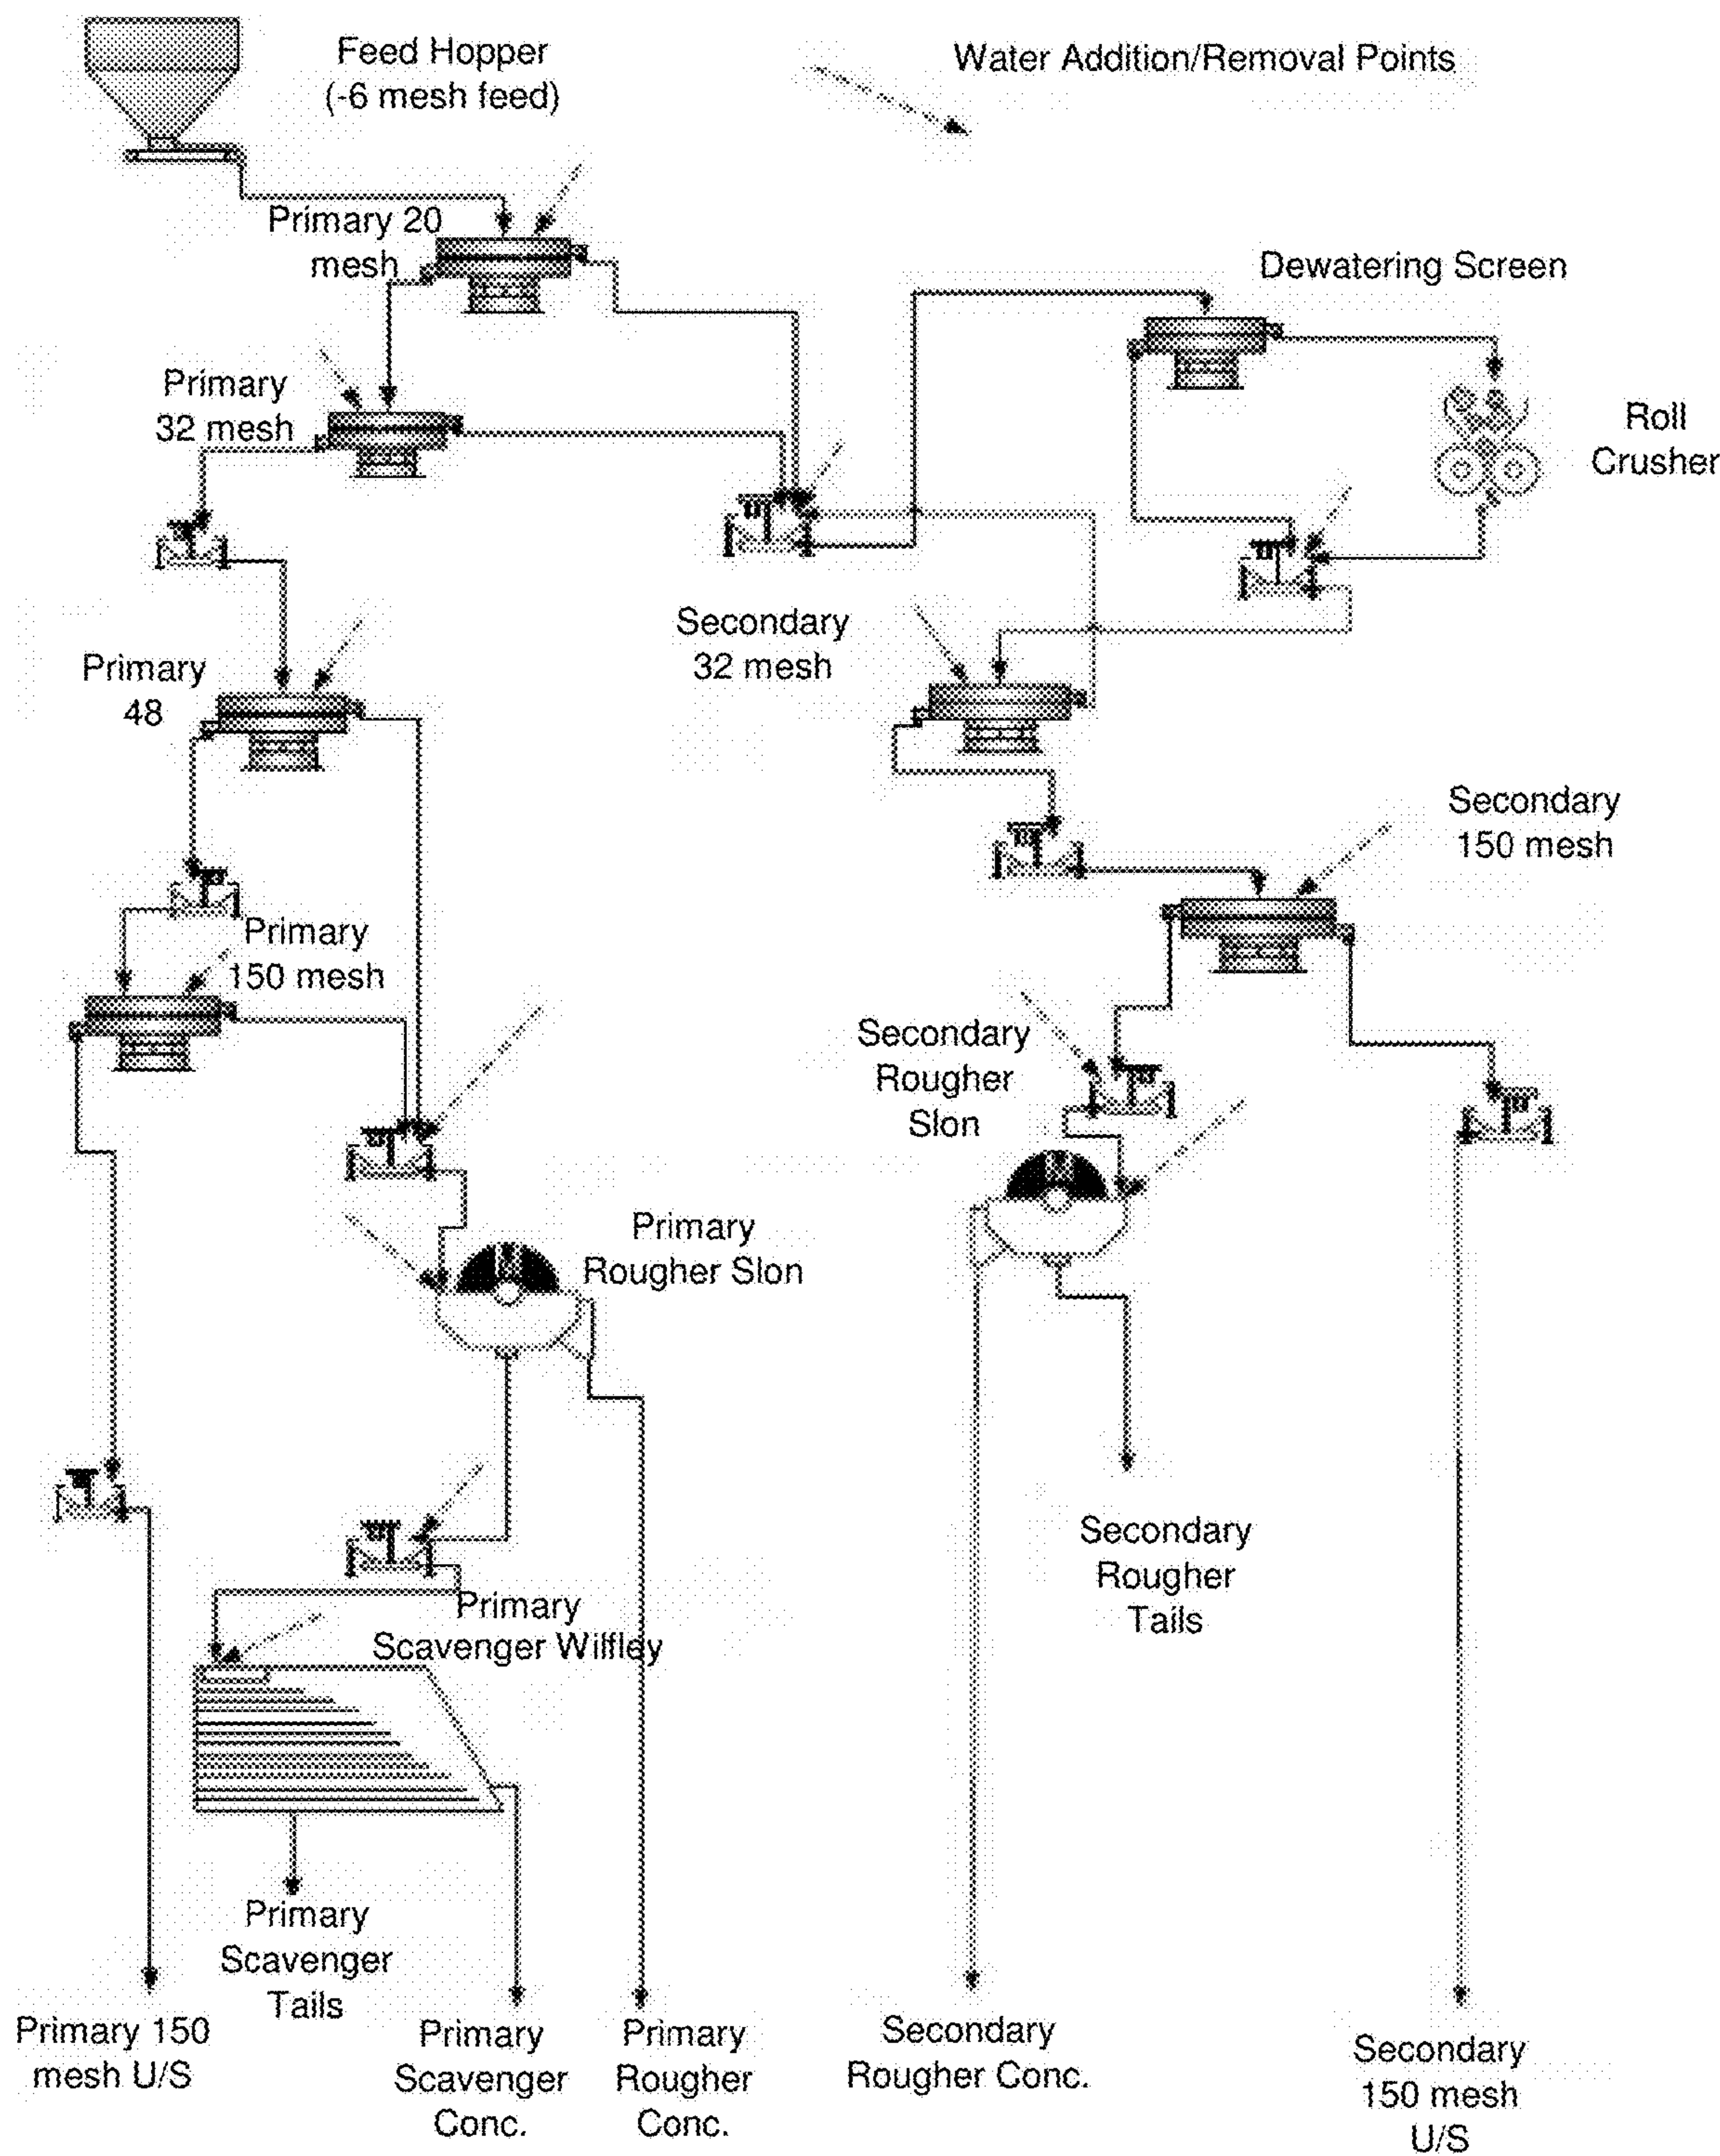 Feed Hopper
(-6 mesh feed)
Water Addition/Removal Points
Primary 20
mesh
Dewatering Screen
Primary
32 mesh
Roll
Crusher
Secondary
32 mesh
Primary
48
Secondary
150 mesh
Primary
150 mesh
Secondary
Rougher
Slon
Primary
Rougher Slon
Secondary
Rougher
Tails
Primary
Scavenger Wilfley
Primary
Scavenger
Tails
Primary 150
mesh U/S
Primary
Scavenger
Conc.
Primary
Rougher
Conc.
Secondary
Rougher Conc.
Secondary
150 mesh
U/S